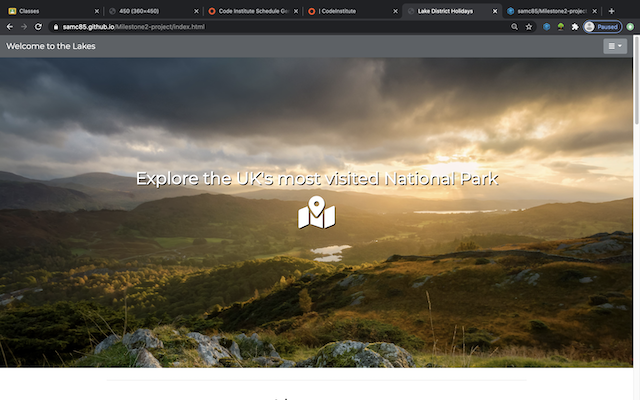 Classes
450 (360×450)
Code Institute Schedule Ge
| CodeInstitute
Lake District Holidays
samc85/Milestone2-project
samc85.github.io/Milestone2-project/index.html
Paused
Welcome to the Lakes
Explore the UK's most visited National Park